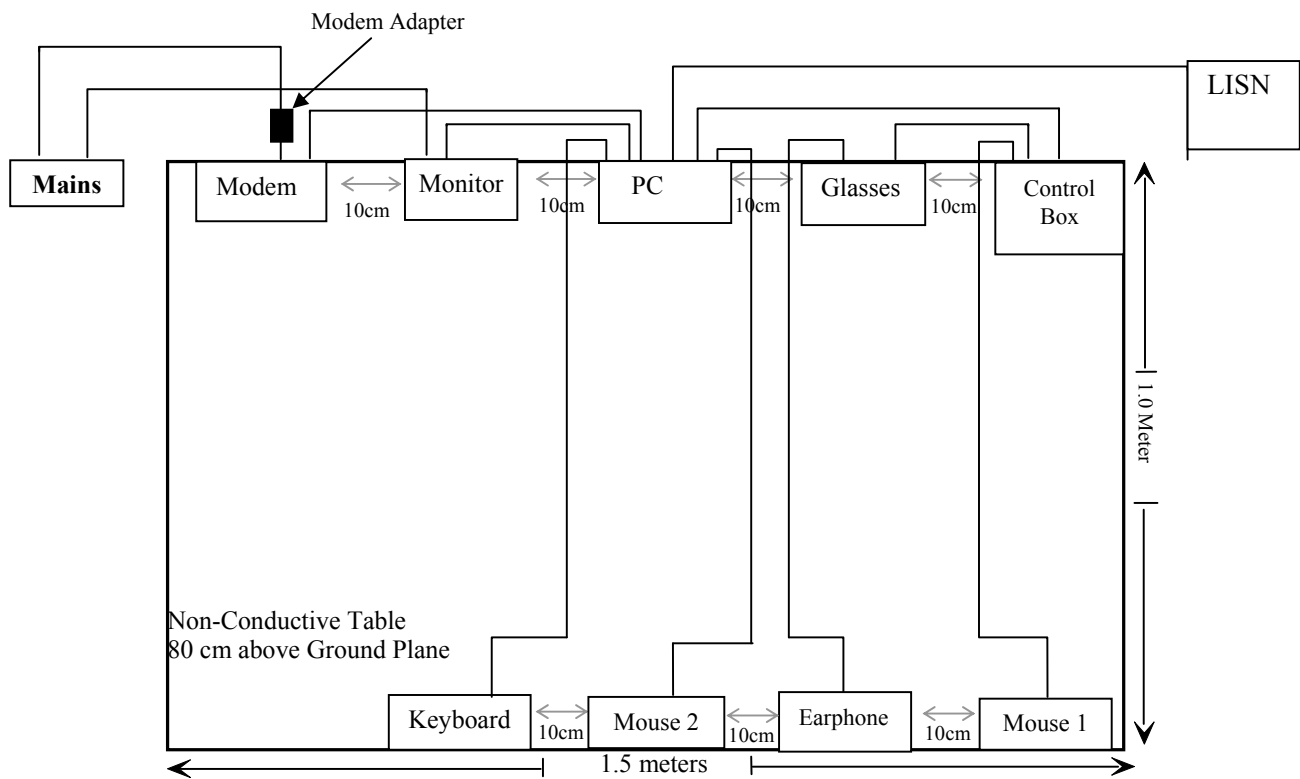 Modem Adapter
LISN
Mains
Modem
Monitor
PC
Glasses
Control
Box
10cm
10cm
10cm
10cm
1.0 Meter
Non-Conductive Table
80 cm above Ground Plane
Keyboard
Mouse 2
Earphone
Mouse 1
10cm
10cm
10cm
1.5 meters